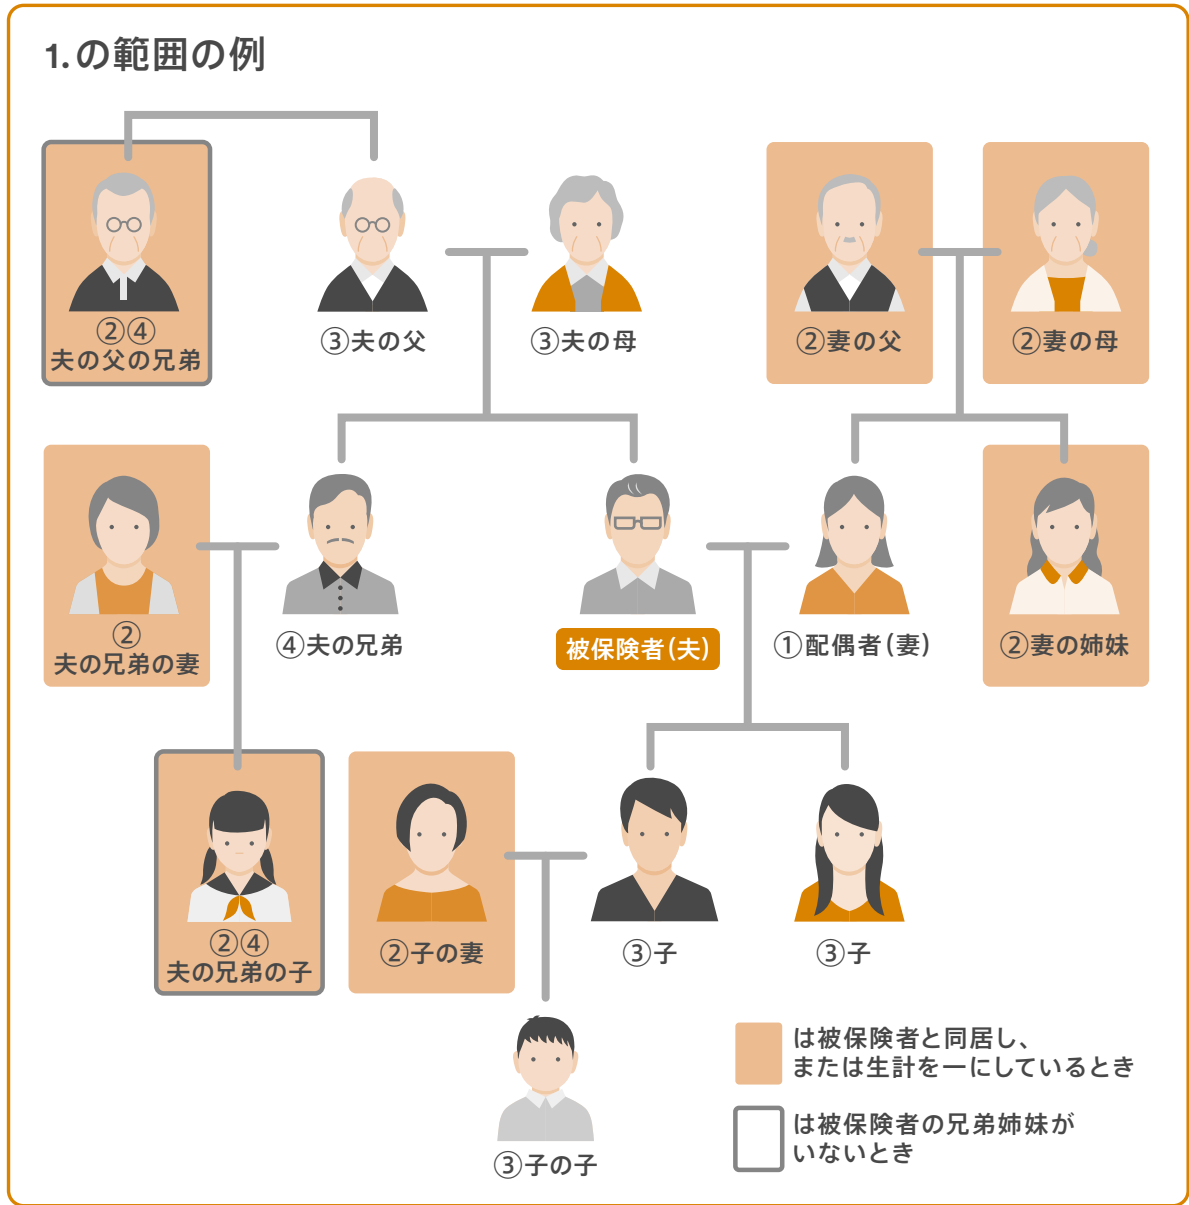 1.の範囲の例
②④
夫の父の兄弟
③夫の父
③夫の母
②妻の父
②妻の母
②
夫の兄弟の妻
④夫の兄弟
被保険者(夫)
①配偶者(妻)
②妻の姉妹
②④
夫の兄弟の子
②子の妻
③子
③子
③子の子
は被保険者と同居し、
または生計を一にしているとき
は被保険者の兄弟姉妹が
いないとき